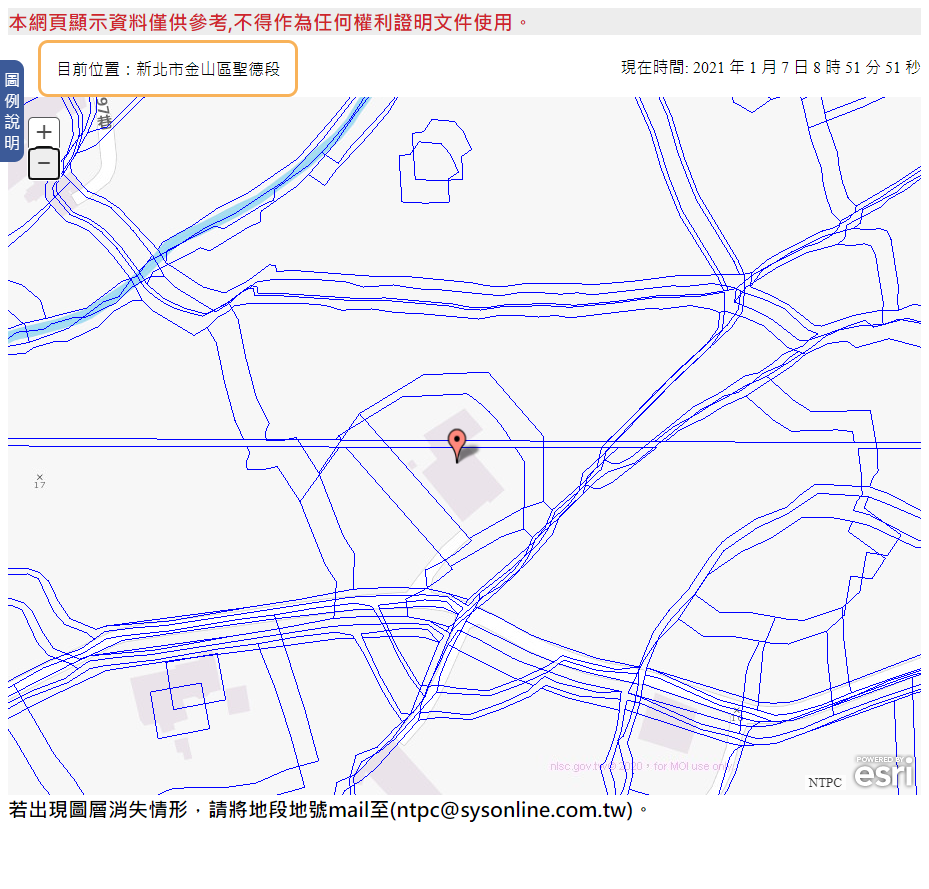 本網頁顯示資料僅供參考,不得作為任何權利證明文件使用。
目前位置：新北市金山區聖德段
現在時間: 2021 年 1 月 7 日 8 時 51 分 51 秒
圖例說明
97巷
+
−
×
17
nlsc.gov.tw© 2020，for MOI use only
POWERED BY
esri
NTPC
若出現圖層消失情形，請將地段地號mail至(ntpc@sysonline.com.tw)。